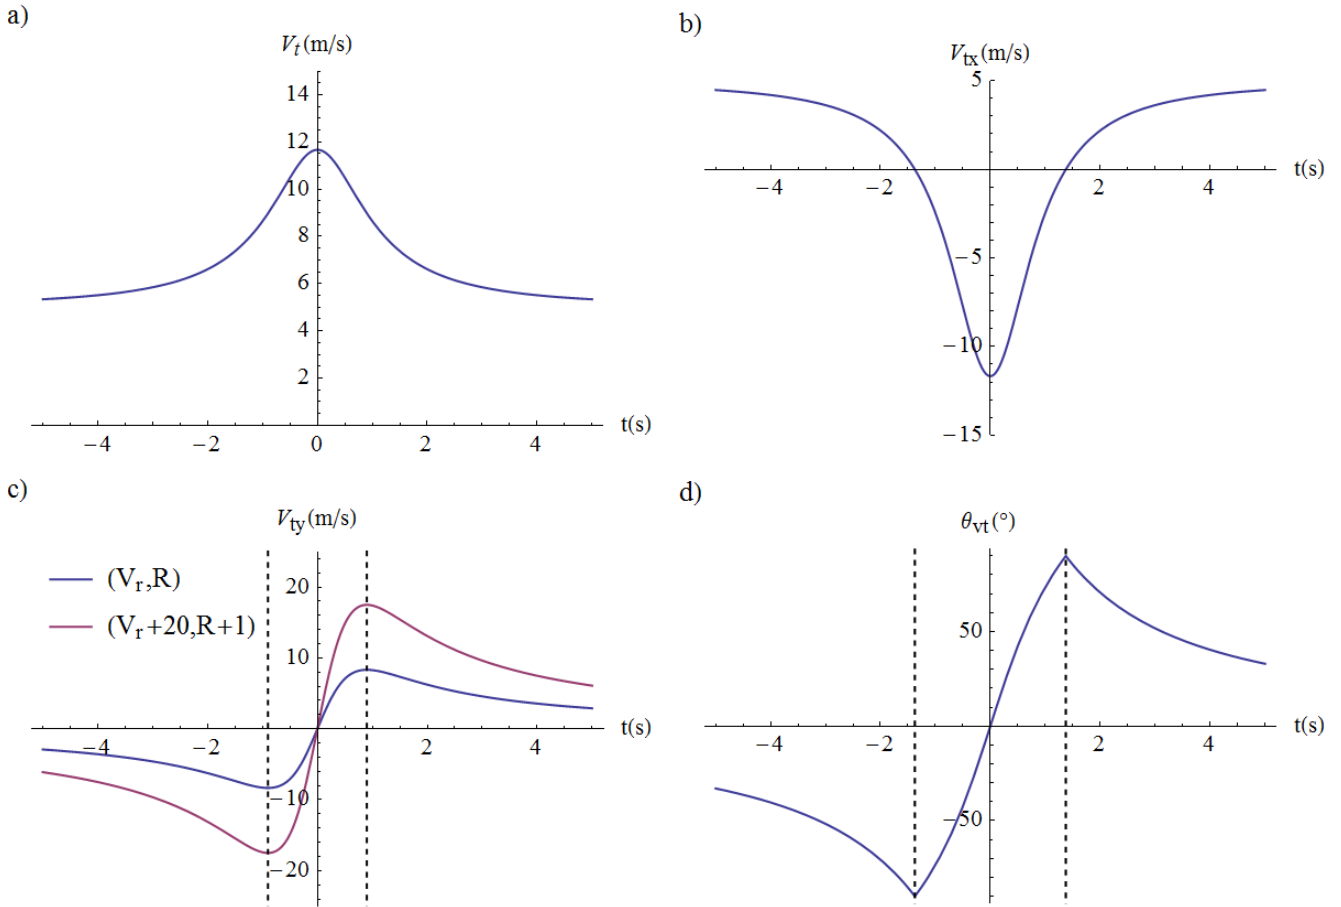 a)
V_t(m/s)
14
12
10
8
6
4
2
−4 −2 0 2 4 t(s)
b)
V_tx(m/s)
5
−4 −2 2 4 t(s)
−5
−10
−15
c)
V_ty(m/s)
(V_r,R)
(V_r+20,R+1)
20
10
−4 −2 2 4 t(s)
−10
−20
d)
θ_vt(°)
50
−4 −2 2 4 t(s)
−50